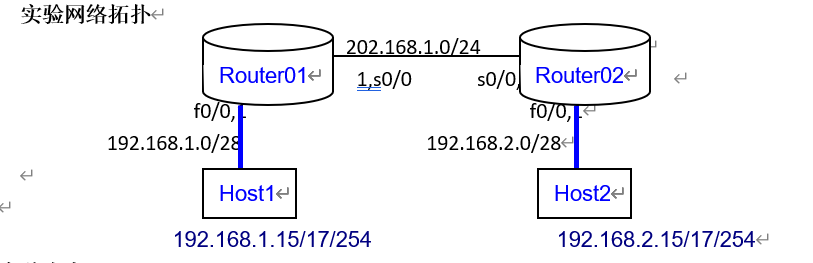 实验网络拓扑
202.168.1.0/24
Router01
Router02
1,s0/0
s0/0,
f0/0,1
f0/0,1
192.168.1.0/28
192.168.2.0/28
Host1
Host2
192.168.1.15/17/254
192.168.2.15/17/254